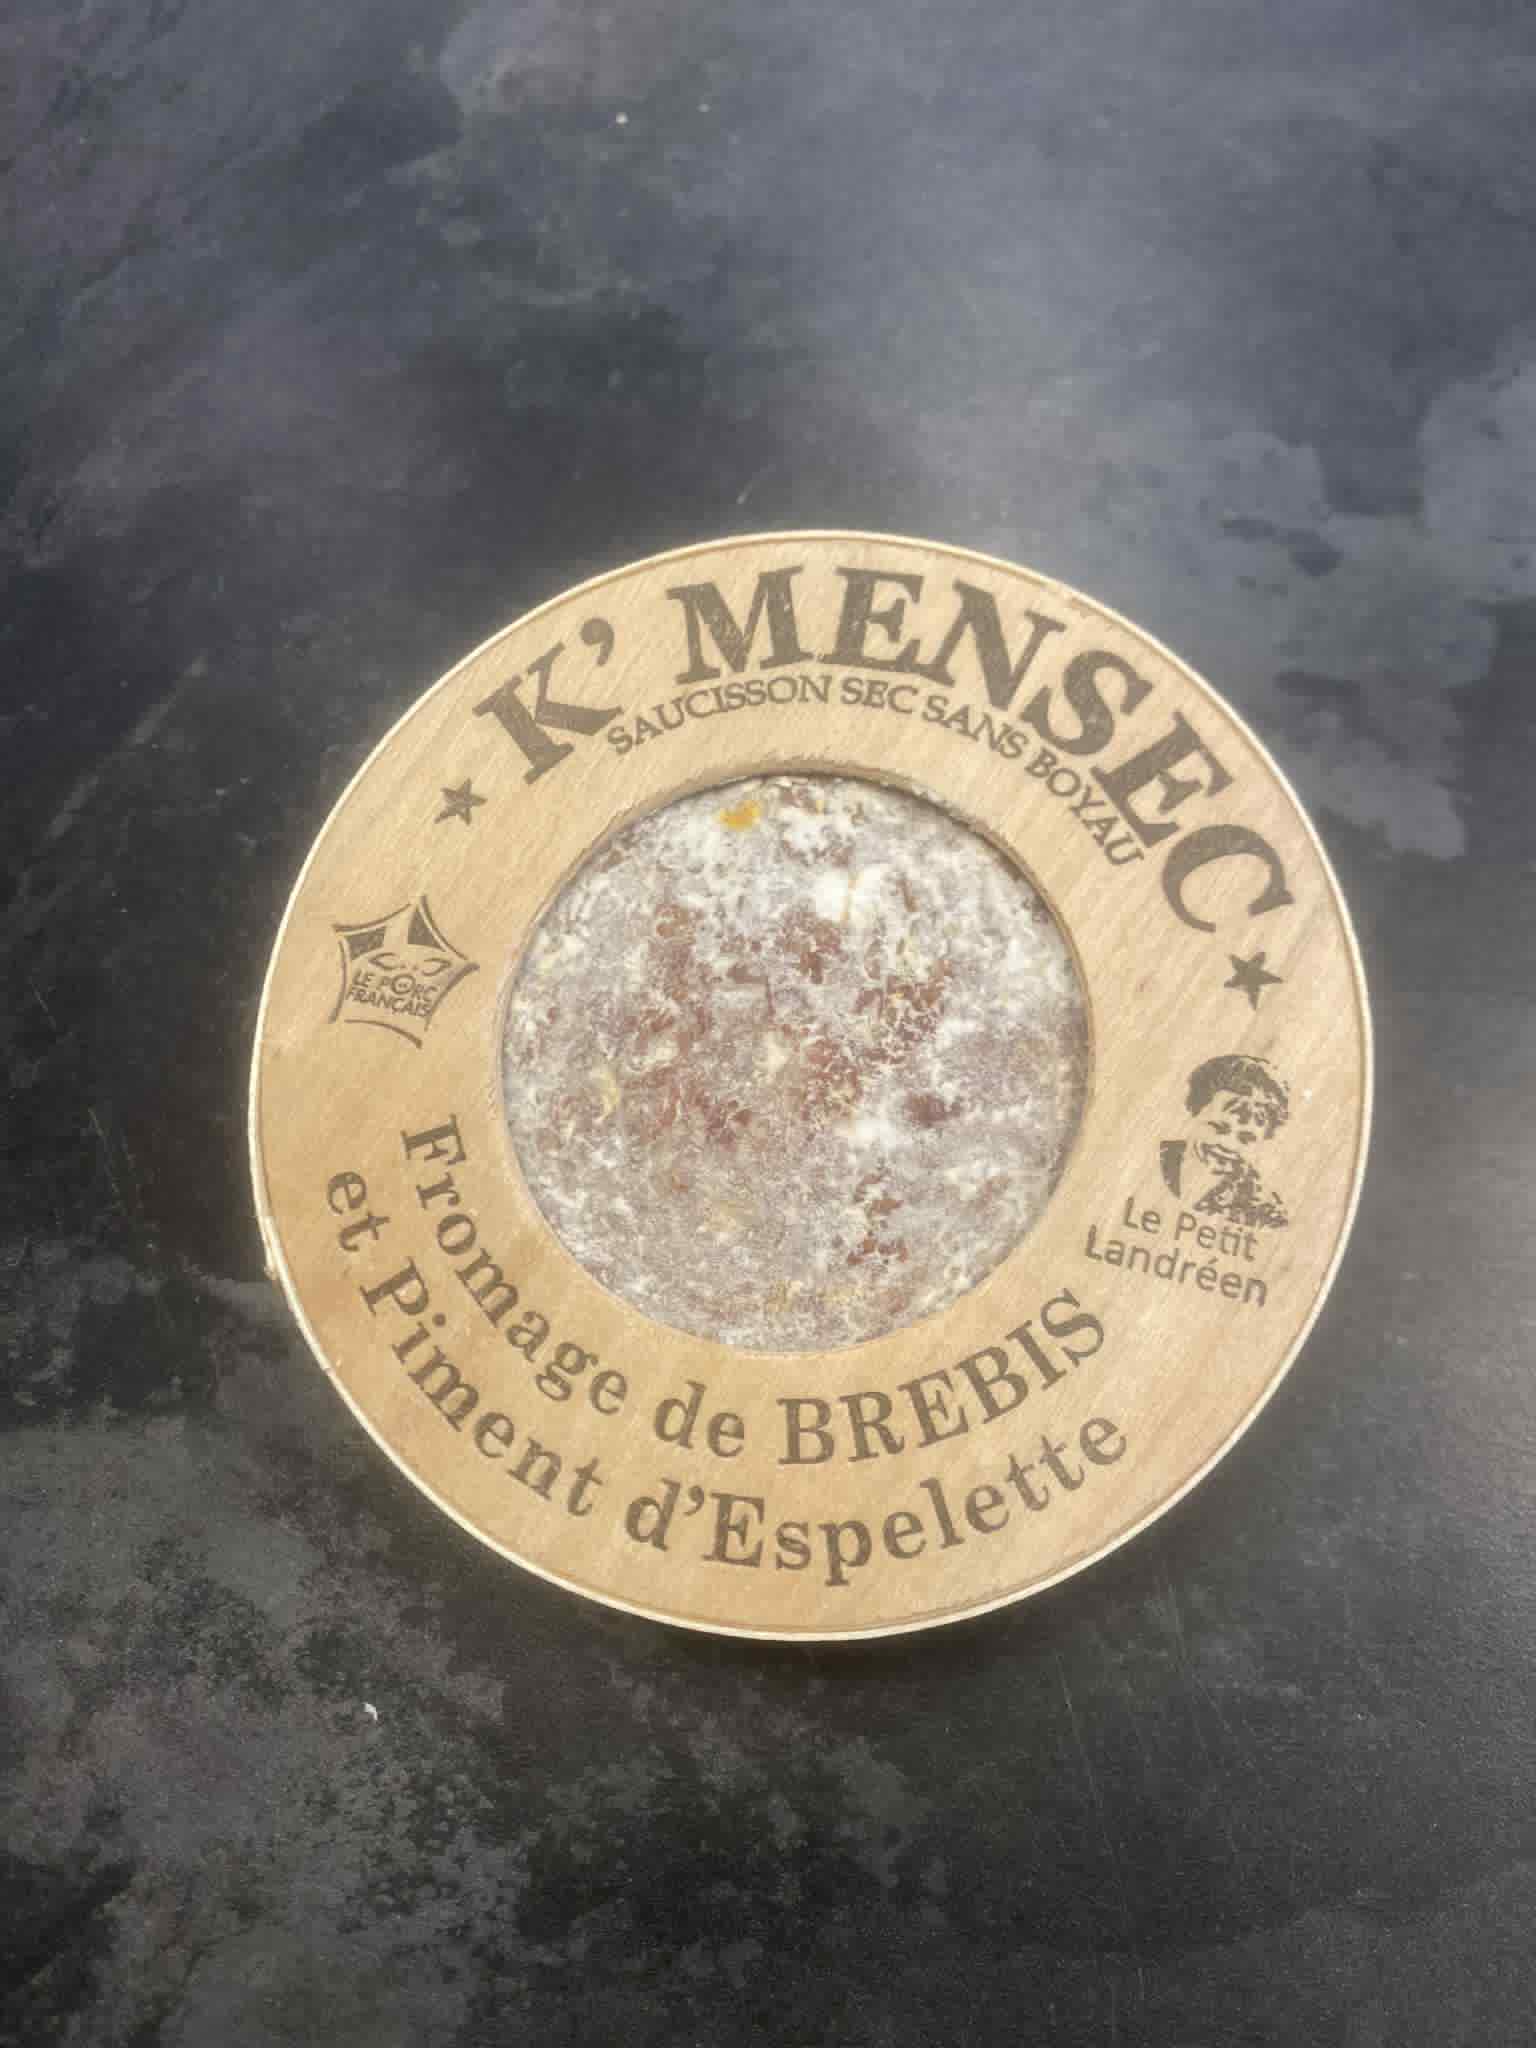 K' MENSEC
SAUCISSON SEC SANS BOYAU
LE PORC
FRANÇAIS
Le Petit
Landréen
Fromage de BREBIS
et Piment d'Espelette